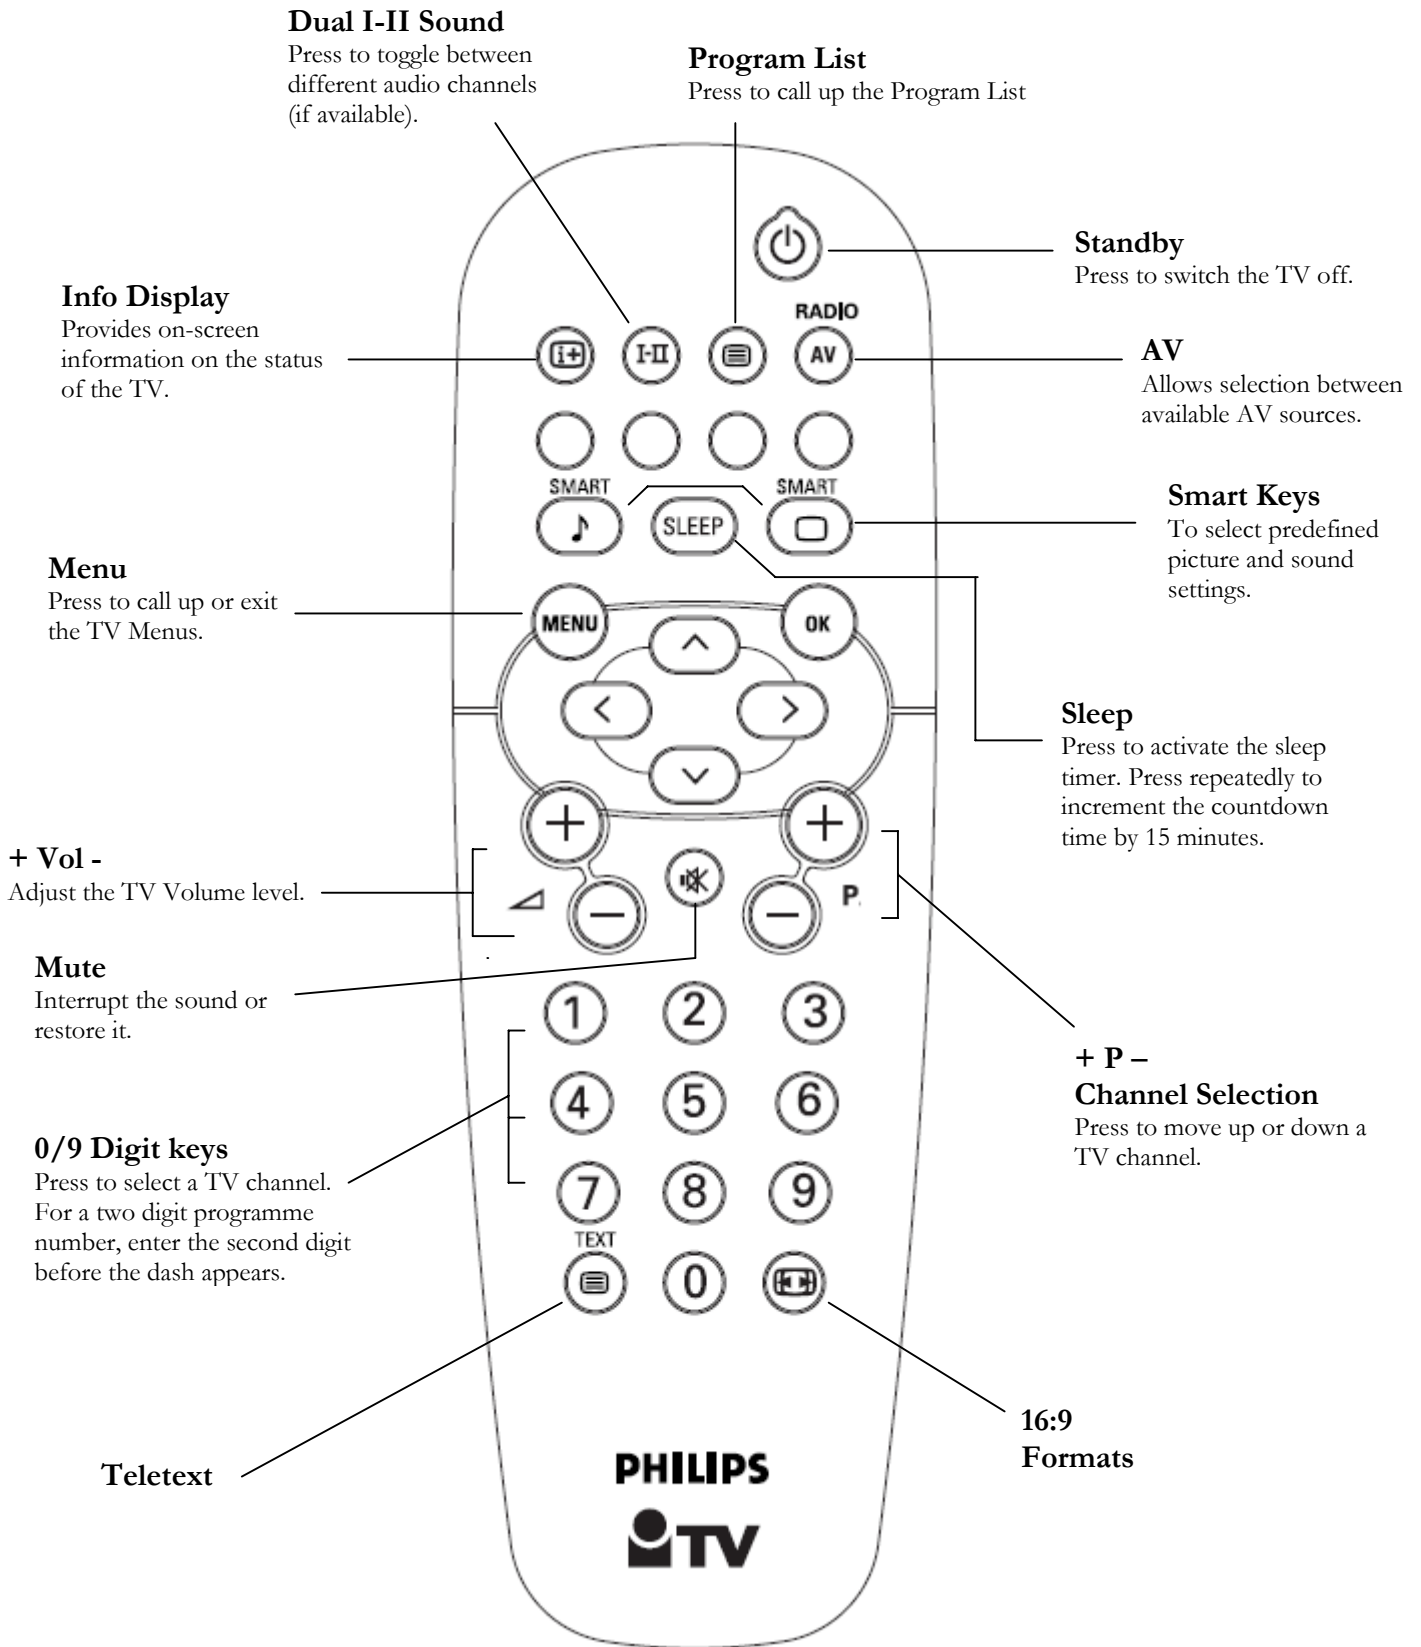 Dual I-II Sound
Press to toggle between
different audio channels
(if available).
Program List
Press to call up the Program List
Standby
Press to switch the TV off.
Info Display
Provides on-screen
information on the status
of the TV.
RADIO
i+
I-II
AV
AV
Allows selection between
available AV sources.
SMART
SMART
SLEEP
Smart Keys
To select predefined
picture and sound
settings.
Menu
Press to call up or exit
the TV Menus.
MENU
OK
Sleep
Press to activate the sleep
timer. Press repeatedly to
increment the countdown
time by 15 minutes.
+ Vol -
Adjust the TV Volume level.
+
+
−
−
P.
Mute
Interrupt the sound or
restore it.
1 2 3
+ P –
Channel Selection
Press to move up or down a
TV channel.
4 5 6
0/9 Digit keys
Press to select a TV channel.
For a two digit programme
number, enter the second digit
before the dash appears.
7 8 9
TEXT
0
16:9
Formats
Teletext
PHILIPS
TV